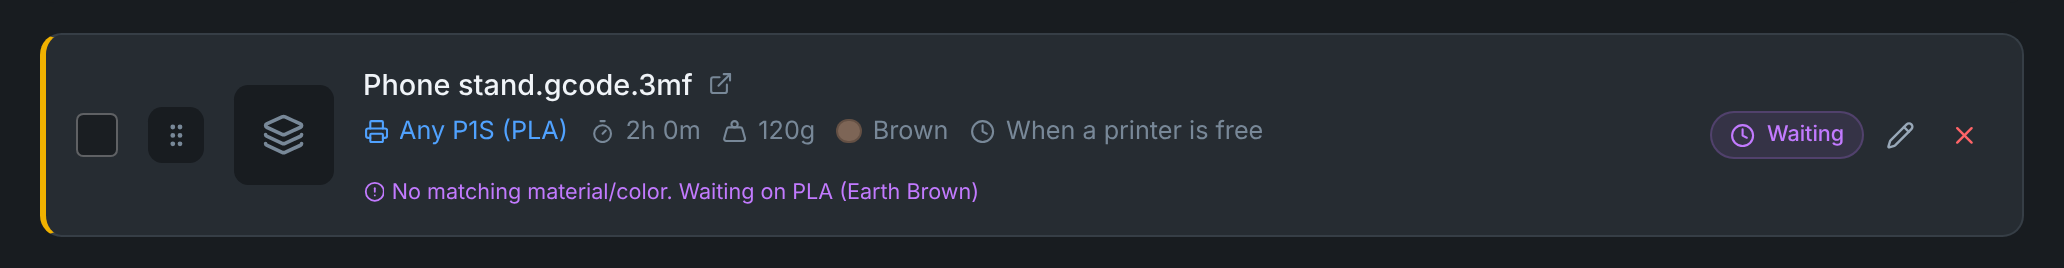 Phone stand.gcode.3mf
Any P1S (PLA) 2h 0m 120g Brown When a printer is free
Waiting
No matching material/color. Waiting on PLA (Earth Brown)